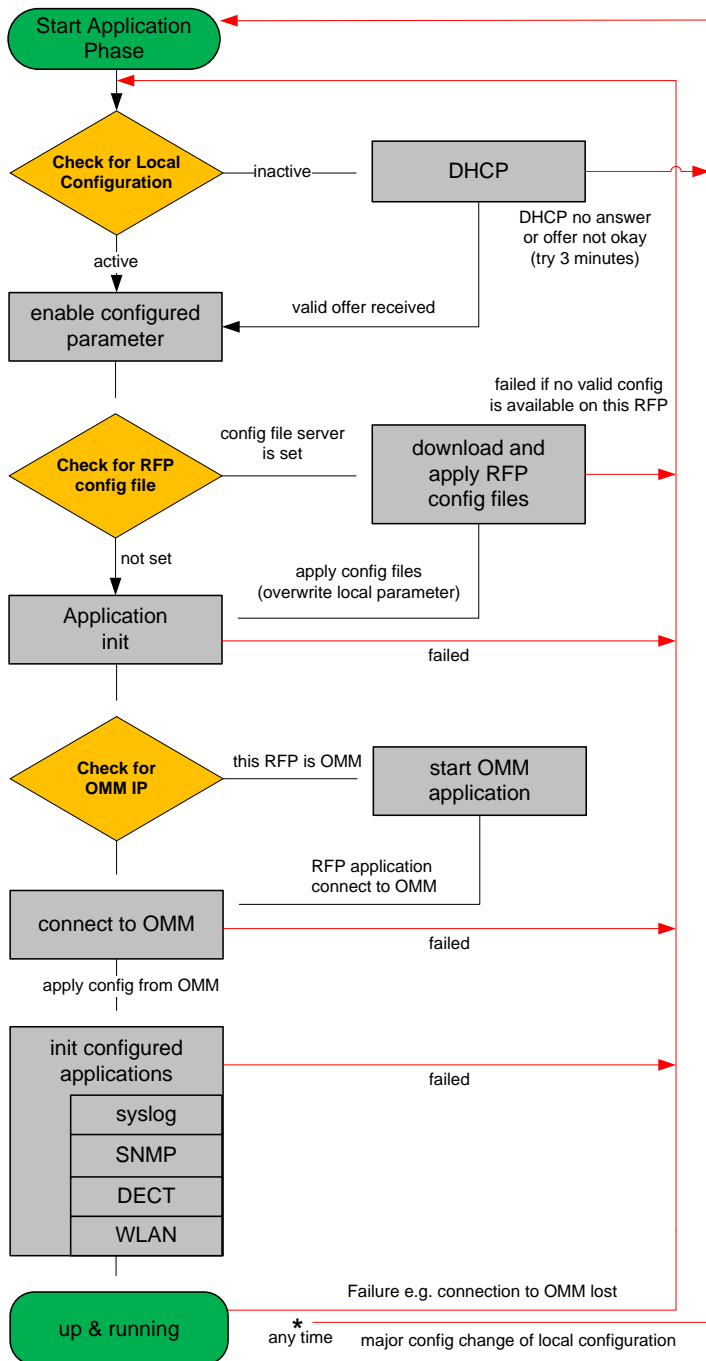 Start Application
Phase
Check for Local
Configuration
inactive
DHCP
DHCP no answer
or offer not okay
(try 3 minutes)
active
enable configured
parameter
valid offer received
failed if no valid config
is available on this RFP
Check for RFP
config file
config file server
is set
download and
apply RFP
config files
not set
apply config files
(overwrite local parameter)
Application
init
failed
Check for
OMM IP
this RFP is OMM
start OMM
application
RFP application
connect to OMM
connect to OMM
failed
apply config from OMM
init configured
applications
failed
syslog
SNMP
DECT
WLAN
Failure e.g. connection to OMM lost
up & running
*
any time
major config change of local configuration